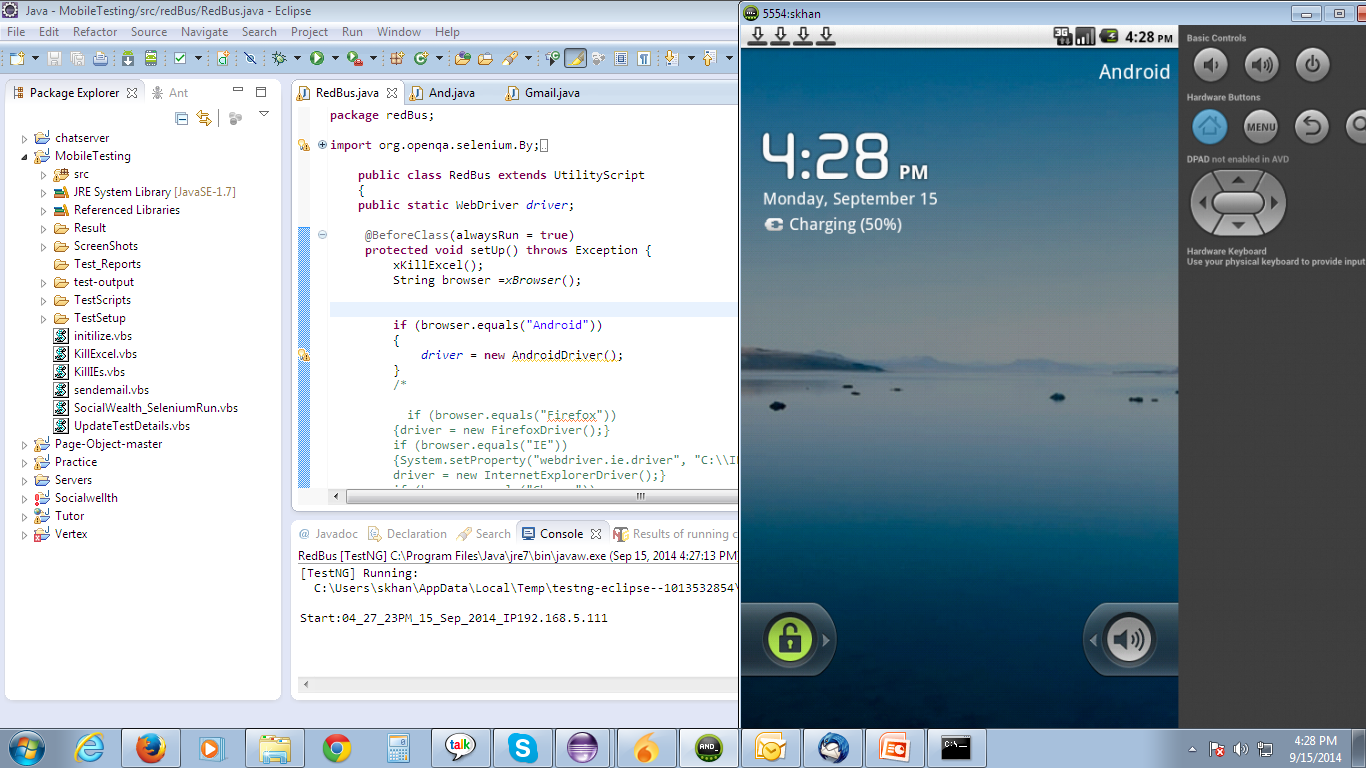 Java - MobileTesting/src/redBus/RedBus.java - Eclipse
File Edit Refactor Source Navigate Search Project Run Window Help
Package Explorer
Ant
chatserver
MobileTesting
src
JRE System Library [JavaSE-1.7]
Referenced Libraries
Result
ScreenShots
Test_Reports
test-output
TestScripts
TestSetup
initilize.vbs
KillExcel.vbs
KillIEs.vbs
sendemail.vbs
SocialWealth_SeleniumRun.vbs
UpdateTestDetails.vbs
Page-Object-master
Practice
Servers
Socialwellth
Tutor
Vertex
RedBus.java And.java Gmail.java
package redBus;
import org.openqa.selenium.By;
public class RedBus extends UtilityScript
{
public static WebDriver driver;
@BeforeClass(alwaysRun = true)
protected void setUp() throws Exception {
xKillExcel();
String browser =xBrowser();
if (browser.equals("Android"))
{
driver = new AndroidDriver();
}
/*
if (browser.equals("Firefox"))
{driver = new FirefoxDriver();}
if (browser.equals("IE"))
{System.setProperty("webdriver.ie.driver", "C:\\
driver = new InternetExplorerDriver();}
@ Javadoc Declaration Search Console Results of running
RedBus [TestNG] C:\Program Files\Java\jre7\bin\javaw.exe (Sep 15, 2014 4:27:13 PM)
[TestNG] Running:
C:\Users\skhan\AppData\Local\Temp\testng-eclipse--1013532854\
Start:04_27_23PM_15_Sep_2014_IP192.168.5.111
5554:skhan
3G 4:28 PM
Android
4:28 PM
Monday, September 15
Charging (50%)
Basic Controls
Hardware Buttons
MENU
DPAD not enabled in AVD
Hardware Keyboard
Use your physical keyboard to provide input
talk
AND_
C:\_
4:28 PM
9/15/2014